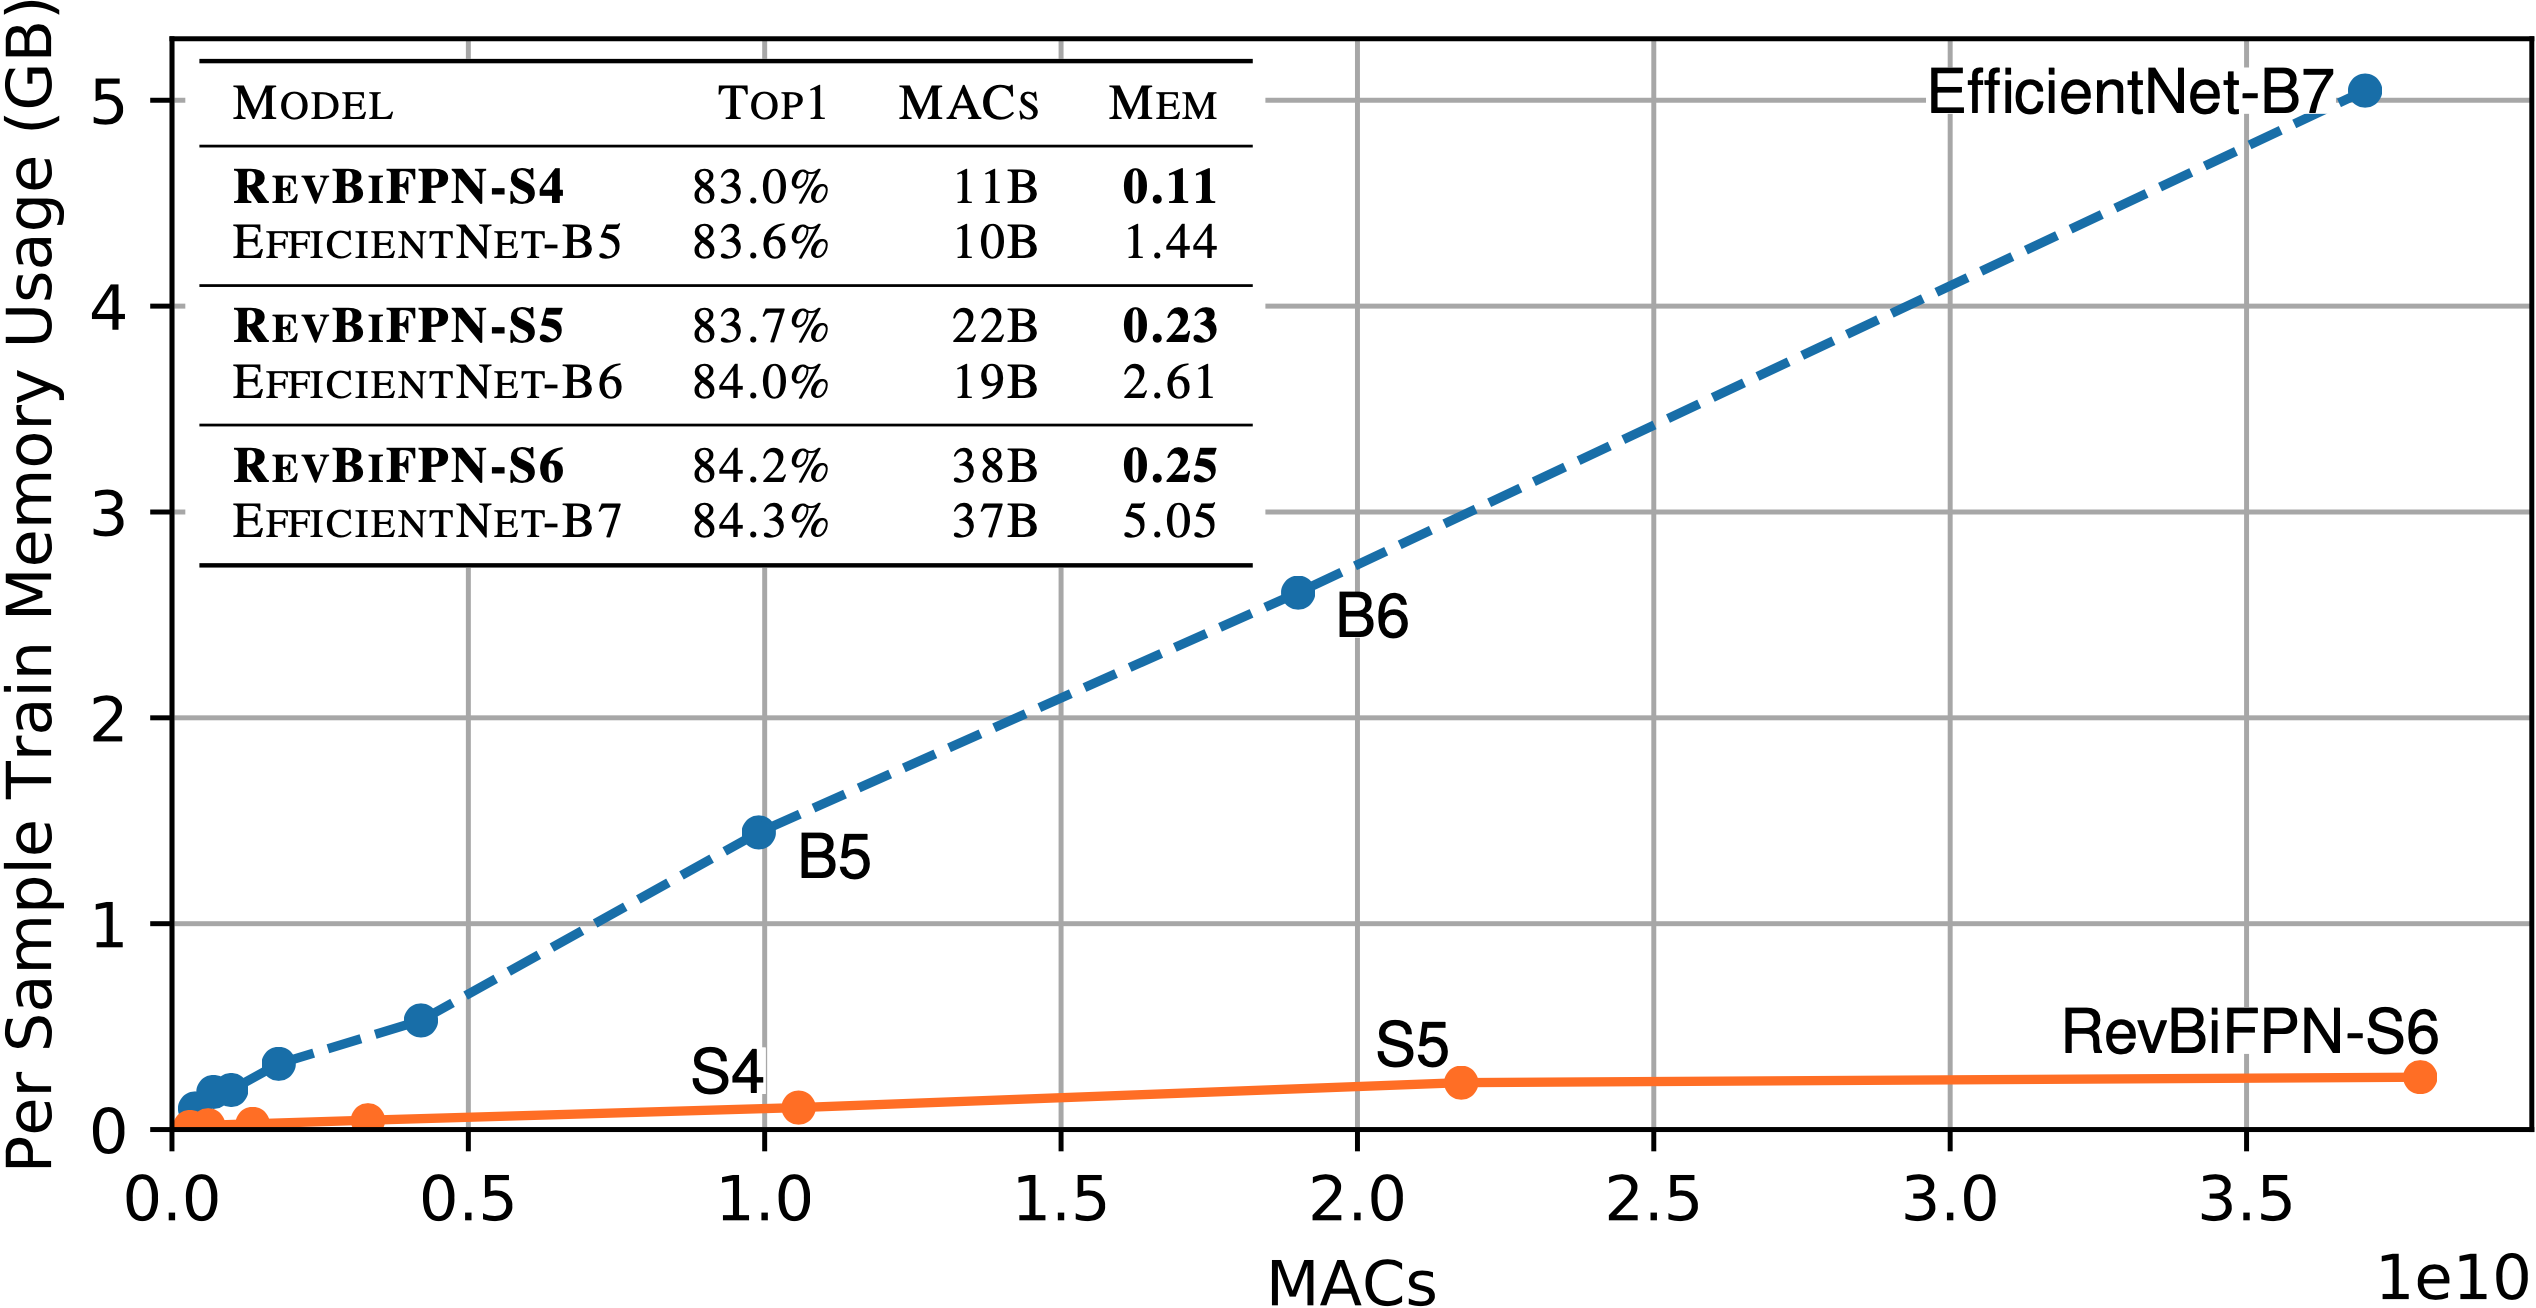 Per Sample Train Memory Usage (GB)
5
4
3
2
1
0
MODEL TOP1 MACS MEM
REVBIFPN-S4 83.0% 11B 0.11
EFFICIENTNET-B5 83.6% 10B 1.44
REVBIFPN-S5 83.7% 22B 0.23
EFFICIENTNET-B6 84.0% 19B 2.61
REVBIFPN-S6 84.2% 38B 0.25
EFFICIENTNET-B7 84.3% 37B 5.05
EfficientNet-B7
B6
B5
S4
S5
RevBiFPN-S6
0.0 0.5 1.0 1.5 2.0 2.5 3.0 3.5
MACs
1e10